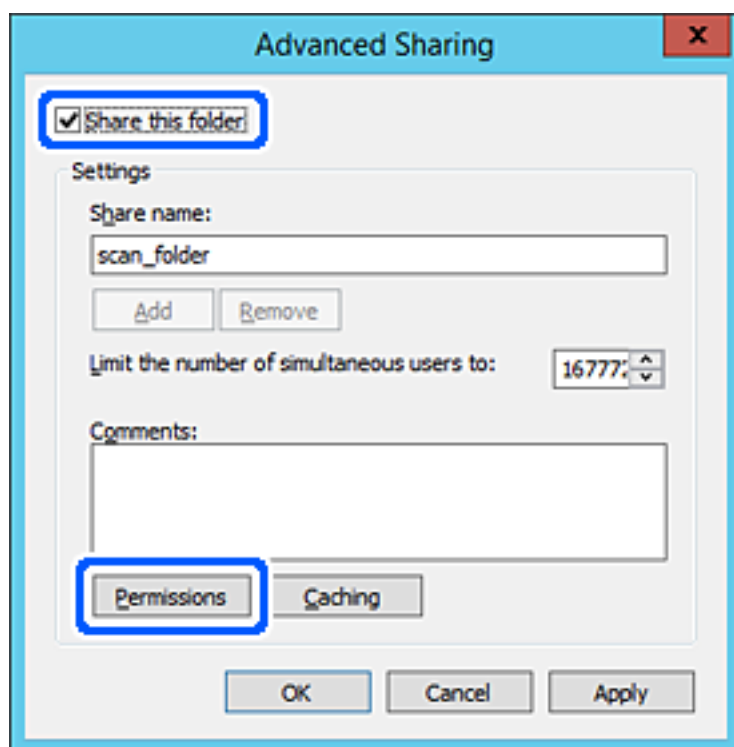 Advanced Sharing
x
Share this folder
Settings
Share name:
scan_folder
Add Remove
Limit the number of simultaneous users to:
Comments:
Permissions Caching
OK Cancel Apply